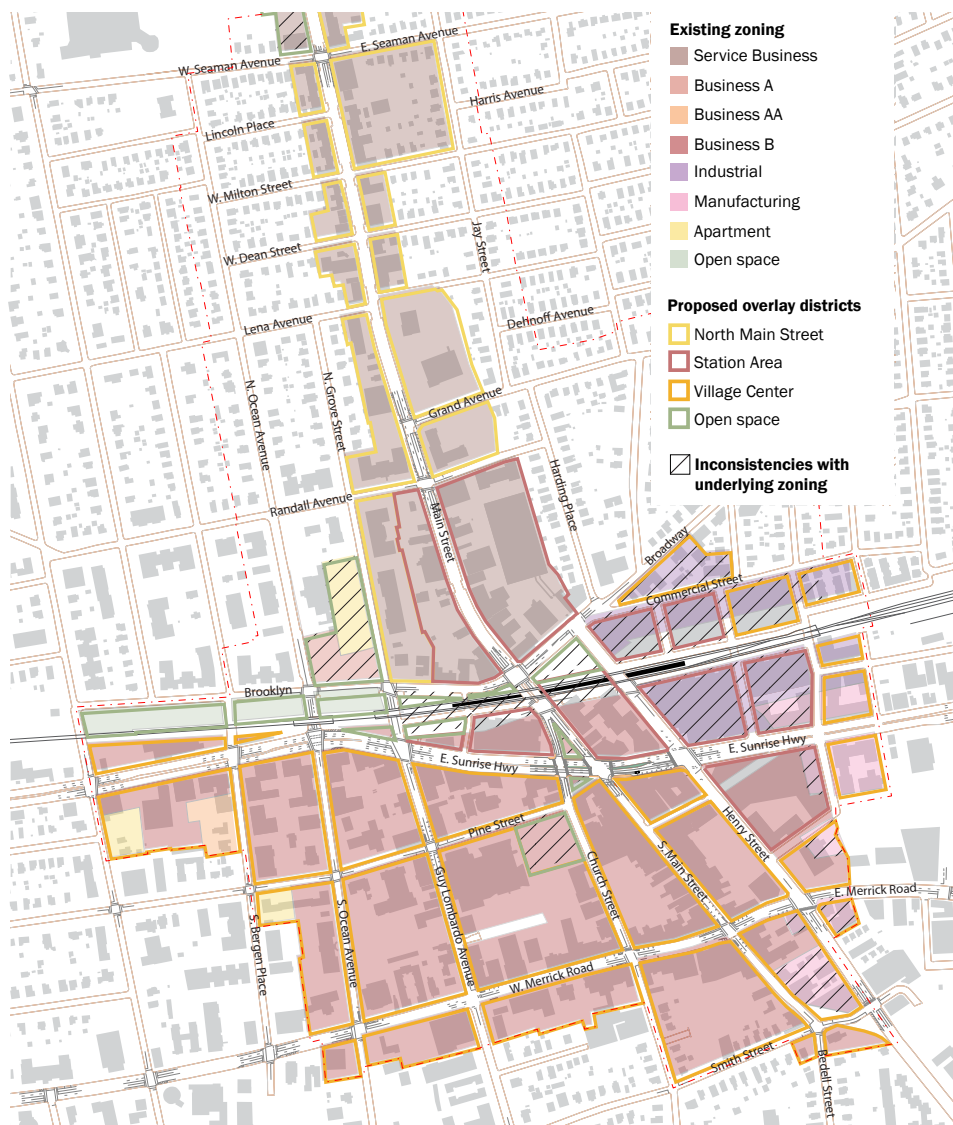 Existing zoning
Service Business
Business A
Business AA
Business B
Industrial
Manufacturing
Apartment
Open space
Proposed overlay districts
North Main Street
Station Area
Village Center
Open space
Inconsistencies with
underlying zoning
E. Seaman Avenue
W. Seaman Avenue
Harris Avenue
Lincoln Place
W. Milton Street
Jay Street
W. Dean Street
Lena Avenue
Dehnoff Avenue
N. Ocean Avenue
N. Grove Street
Grand Avenue
Harding Place
Randall Avenue
Main Street
Broadway
Commercial Street
Brooklyn
E. Sunrise Hwy
E. Sunrise Hwy
Pine Street
Henry Street
S. Main Street
Church Street
Guy Lombardo Avenue
S. Ocean Avenue
S. Bergen Place
E. Merrick Road
W. Merrick Road
Smith Street
Bedell Street